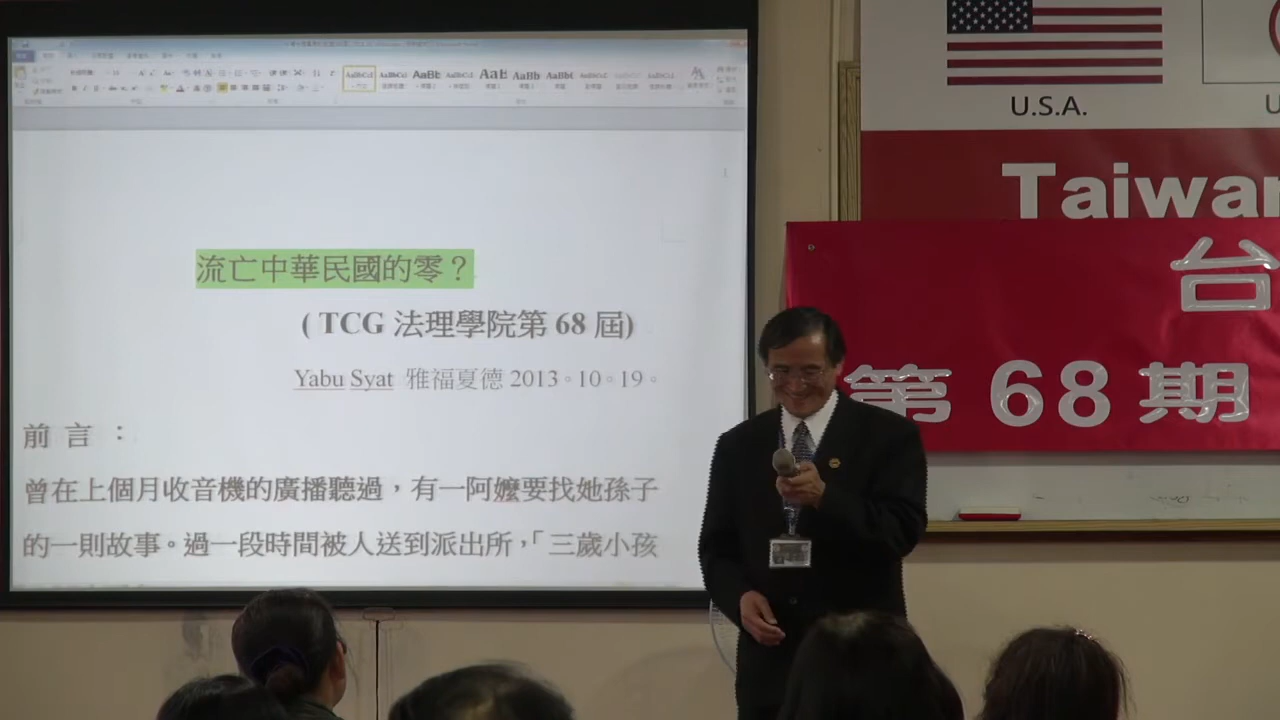 流亡中華民國的零？
( TCG 法理學院第 68 屆)
Yabu Syat 雅福夏德 2013。10。19。
前 言 ：
曾在上個月收音機的廣播聽過，有一阿嬤要找她孫子
的一則故事。過一段時間被人送到派出所，「三歲小孩
U.S.A.
U
Taiwan
台
第 68 期